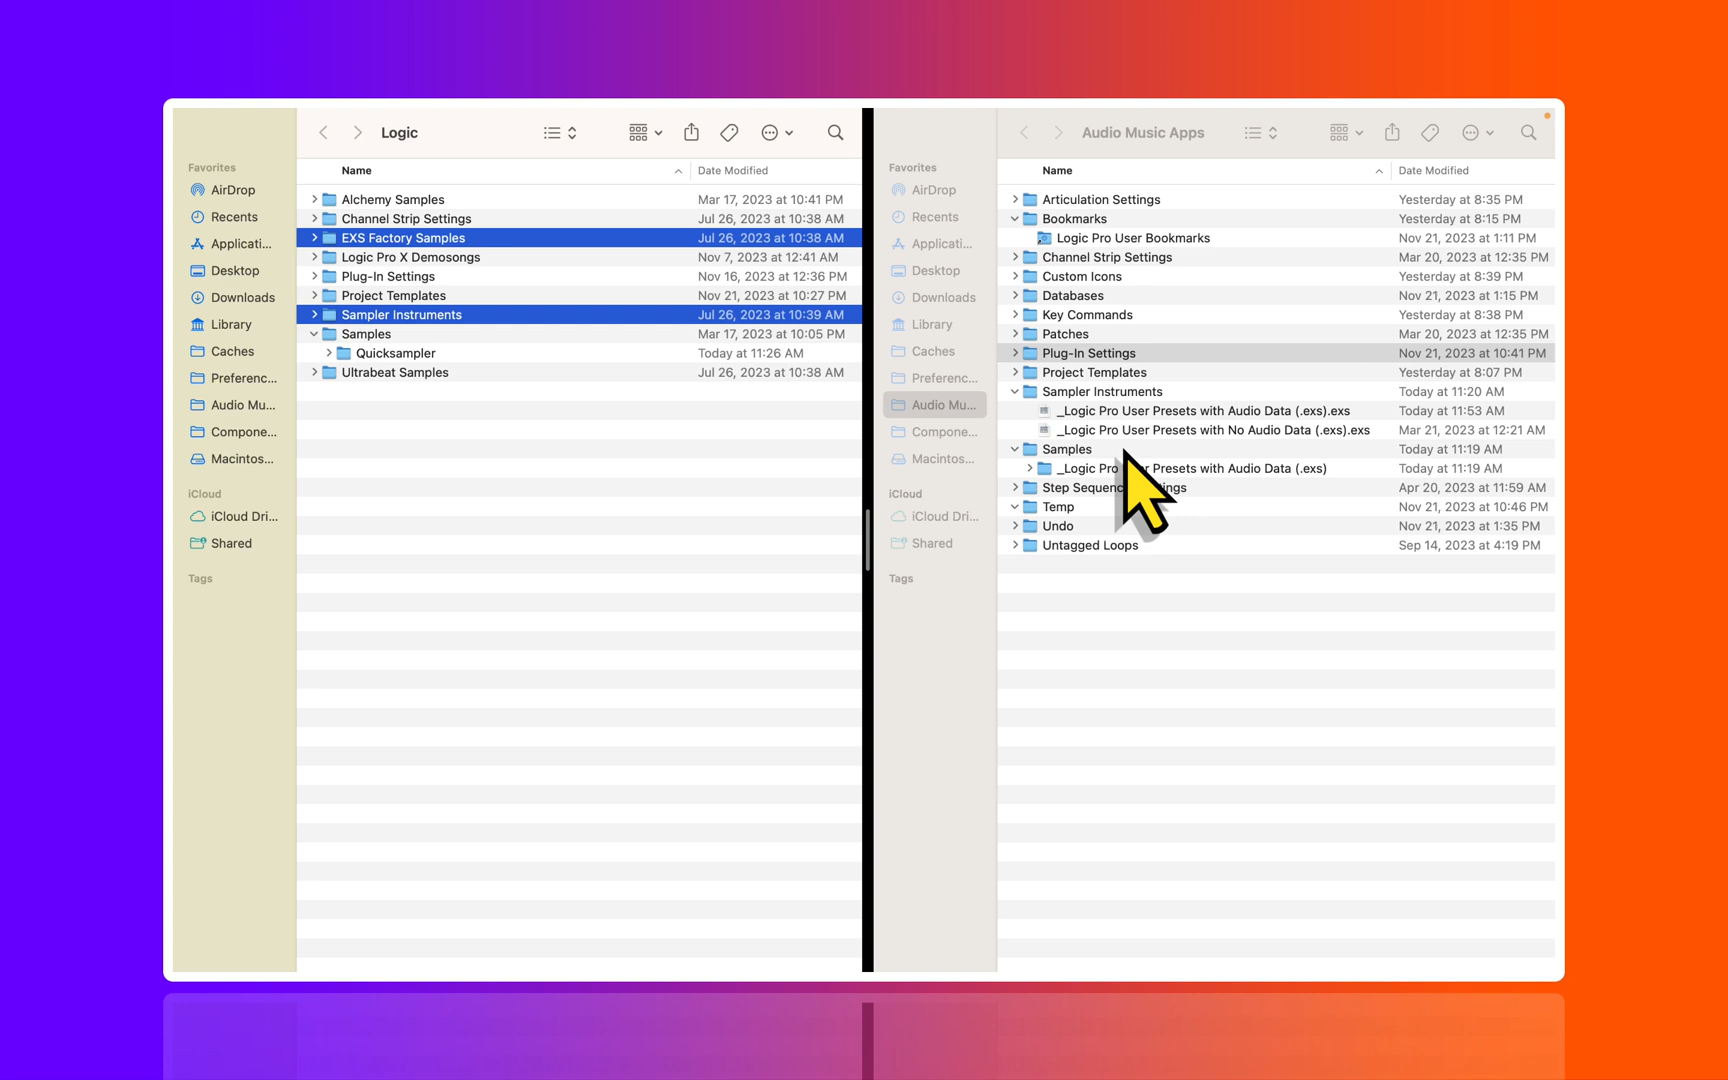 Logic
Favorites
AirDrop
Recents
Applicati...
Desktop
Downloads
Library
Caches
Preferenc...
Audio Mu...
Compone...
Macintos...
iCloud
iCloud Dri...
Shared
Tags
Name Date Modified
Alchemy Samples Mar 17, 2023 at 10:41 PM
Channel Strip Settings Jul 26, 2023 at 10:38 AM
EXS Factory Samples Jul 26, 2023 at 10:38 AM
Logic Pro X Demosongs Nov 7, 2023 at 12:41 AM
Plug-In Settings Nov 16, 2023 at 12:36 PM
Project Templates Nov 21, 2023 at 10:27 PM
Sampler Instruments Jul 26, 2023 at 10:39 AM
Samples Mar 17, 2023 at 10:05 PM
Quicksampler Today at 11:26 AM
Ultrabeat Samples Jul 26, 2023 at 10:38 AM
Audio Music Apps
Favorites
AirDrop
Recents
Applicati...
Desktop
Downloads
Library
Caches
Preferenc...
Audio Mu...
Compone...
Macintos...
iCloud
iCloud Dri...
Shared
Tags
Name Date Modified
Articulation Settings Yesterday at 8:35 PM
Bookmarks Yesterday at 8:15 PM
Logic Pro User Bookmarks Nov 21, 2023 at 1:11 PM
Channel Strip Settings Mar 20, 2023 at 12:35 PM
Custom Icons Yesterday at 8:39 PM
Databases Nov 21, 2023 at 1:15 PM
Key Commands Yesterday at 8:38 PM
Patches Mar 20, 2023 at 12:35 PM
Plug-In Settings Nov 21, 2023 at 10:41 PM
Project Templates Yesterday at 8:07 PM
Sampler Instruments Today at 11:20 AM
_Logic Pro User Presets with Audio Data (.exs).exs Today at 11:53 AM
_Logic Pro User Presets with No Audio Data (.exs).exs Mar 21, 2023 at 12:21 AM
Samples Today at 11:19 AM
_Logic Pro Presets with Audio Data (.exs) Today at 11:19 AM
Step Apr 20, 2023 at 11:59 AM
Temp Nov 21, 2023 at 10:46 PM
Undo Nov 21, 2023 at 1:35 PM
Untagged Loops Sep 14, 2023 at 4:19 PM